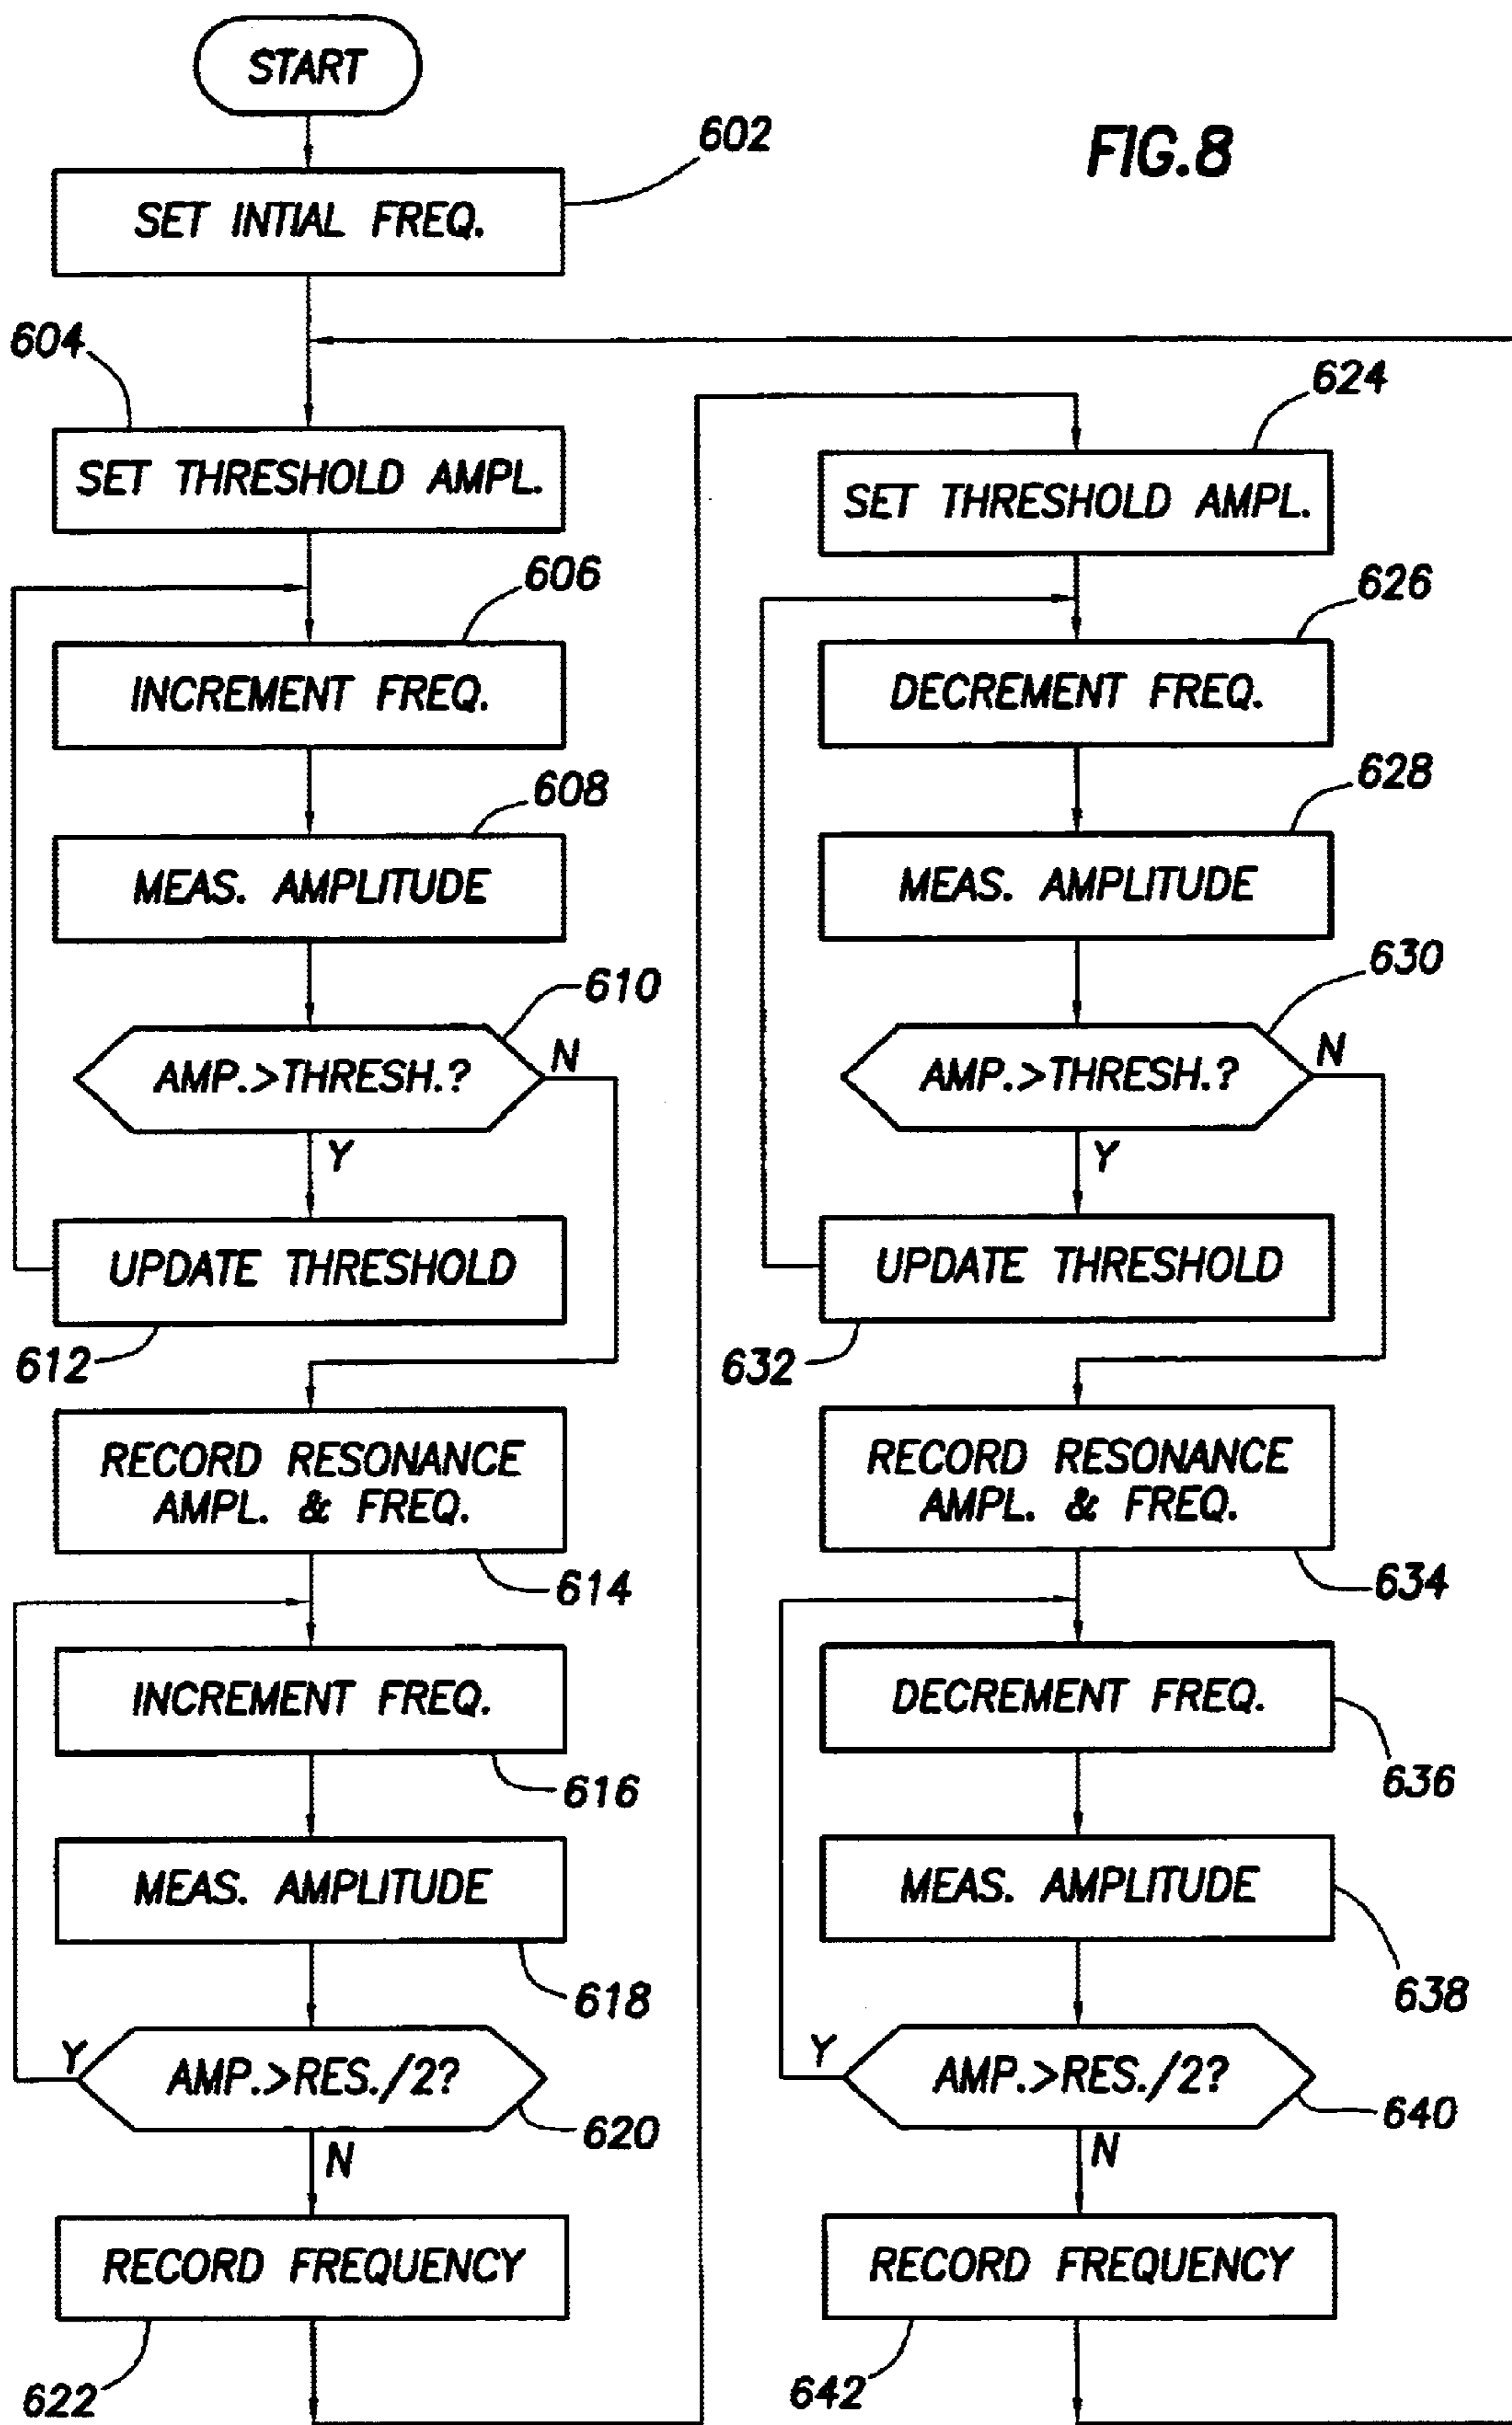 START
FIG.8
602
SET INTIAL FREQ.
604
SET THRESHOLD AMPL.
606
INCREMENT FREQ.
608
MEAS. AMPLITUDE
610
AMP.>THRESH.?
N
Y
UPDATE THRESHOLD
612
RECORD RESONANCE
AMPL. & FREQ.
614
INCREMENT FREQ.
616
MEAS. AMPLITUDE
618
Y
AMP.>RES./2?
620
N
RECORD FREQUENCY
622
624
SET THRESHOLD AMPL.
626
DECREMENT FREQ.
628
MEAS. AMPLITUDE
630
AMP.>THRESH.?
N
Y
UPDATE THRESHOLD
632
RECORD RESONANCE
AMPL. & FREQ.
634
DECREMENT FREQ.
636
MEAS. AMPLITUDE
638
Y
AMP.>RES./2?
640
N
RECORD FREQUENCY
642